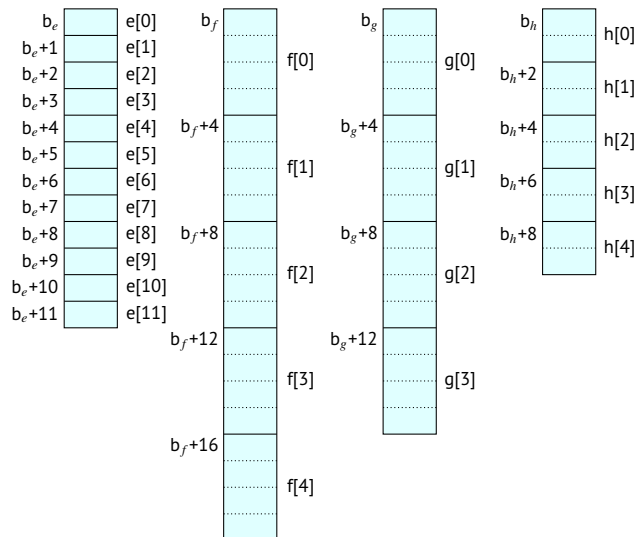 b_e e[0]
b_e+1 e[1]
b_e+2 e[2]
b_e+3 e[3]
b_e+4 e[4]
b_e+5 e[5]
b_e+6 e[6]
b_e+7 e[7]
b_e+8 e[8]
b_e+9 e[9]
b_e+10 e[10]
b_e+11 e[11]
b_f
f[0]
b_f+4
f[1]
b_f+8
f[2]
b_f+12
f[3]
b_f+16
f[4]
b_g
g[0]
b_g+4
g[1]
b_g+8
g[2]
b_g+12
g[3]
b_h
h[0]
b_h+2
h[1]
b_h+4
h[2]
b_h+6
h[3]
b_h+8
h[4]